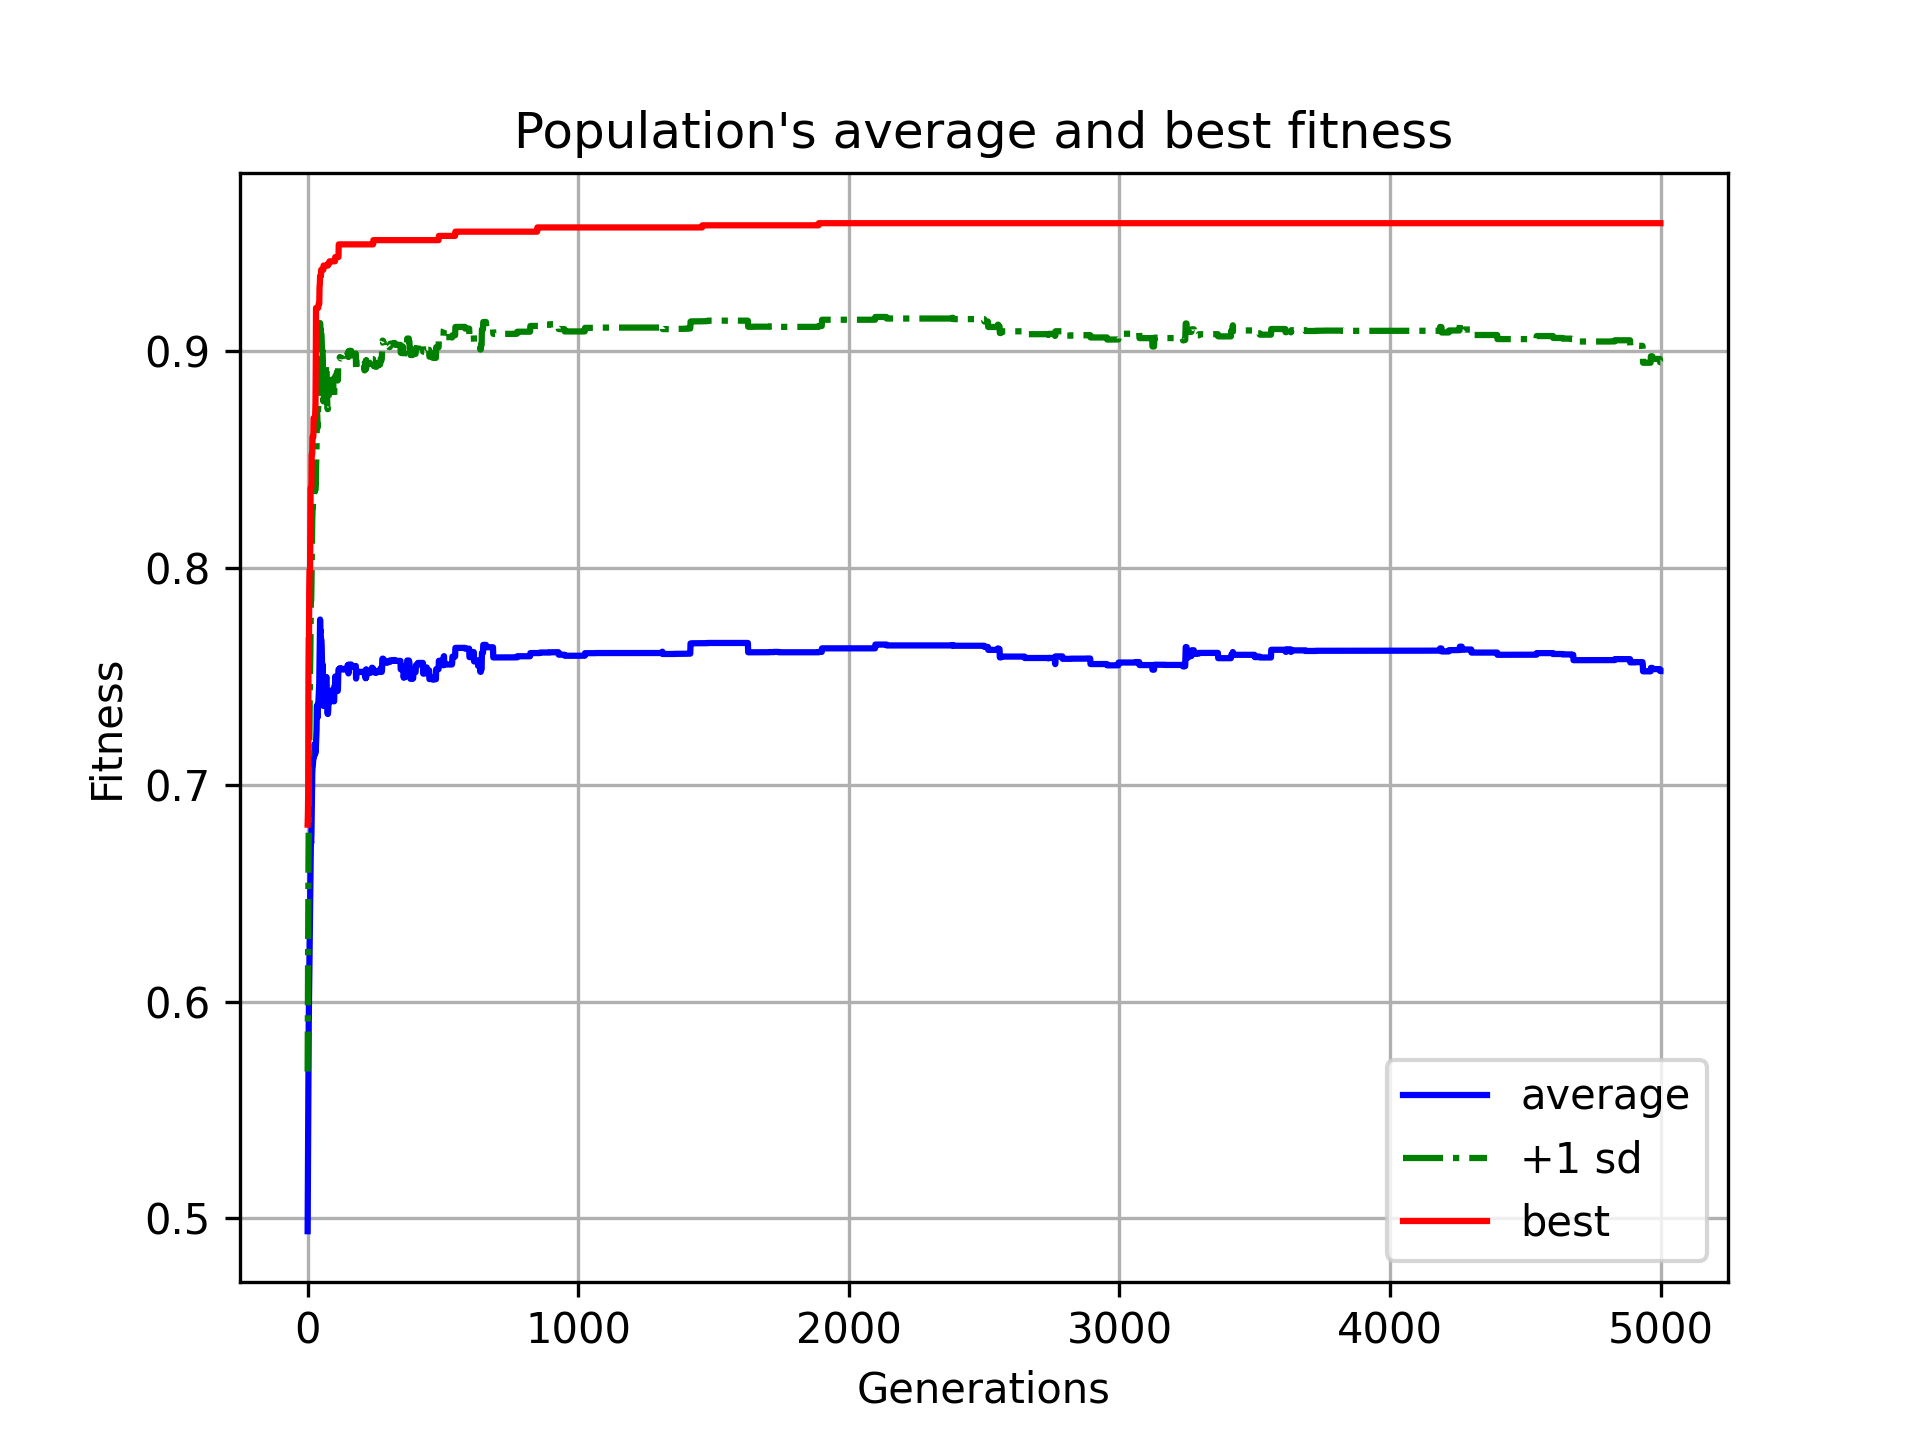 Population's average and best fitness
Fitness
0.9
0.8
0.7
0.6
0.5
0 1000 2000 3000 4000 5000
Generations
average
+1 sd
best